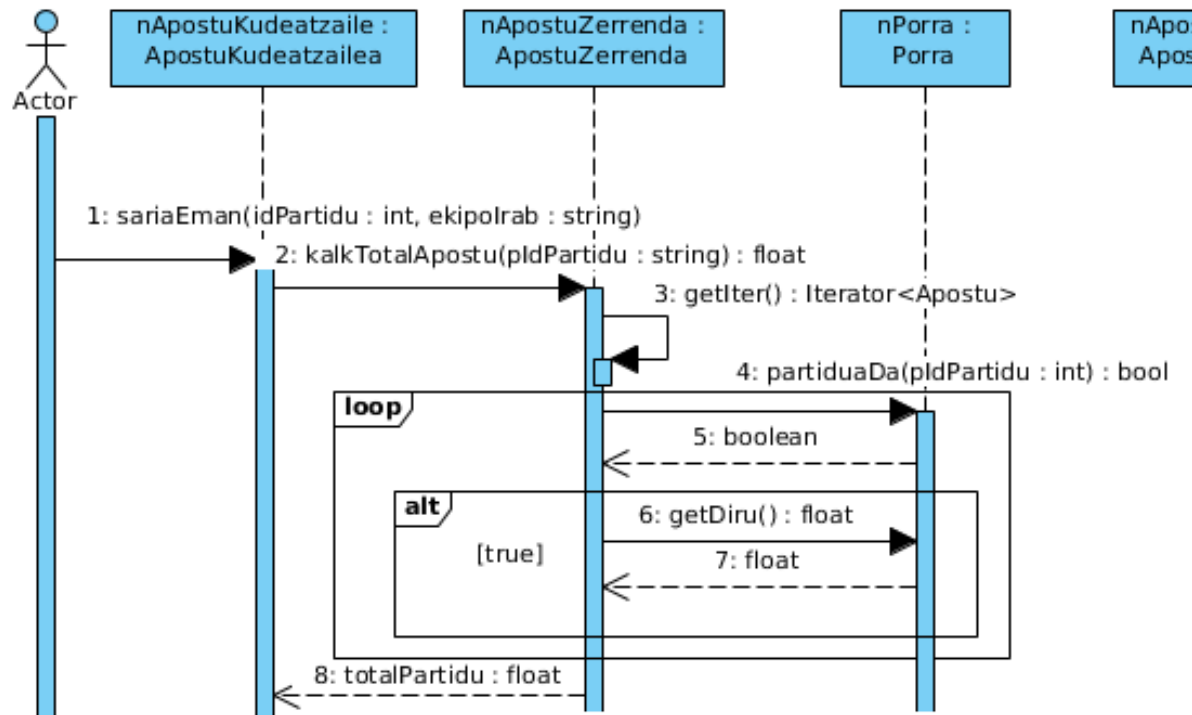 nApostuKudeatzaile :
ApostuKudeatzailea
nApostuZerrenda :
ApostuZerrenda
nPorra :
Porra
nApos
Apost
Actor
1: sariaEman(idPartidu : int, ekipoIrab : string)
2: kalkTotalApostu(pIdPartidu : string) : float
3: getIter() : Iterator<Apostu>
4: partiduaDa(pIdPartidu : int) : bool
loop
5: boolean
alt
6: getDiru() : float
[true]
7: float
8: totalPartidu : float